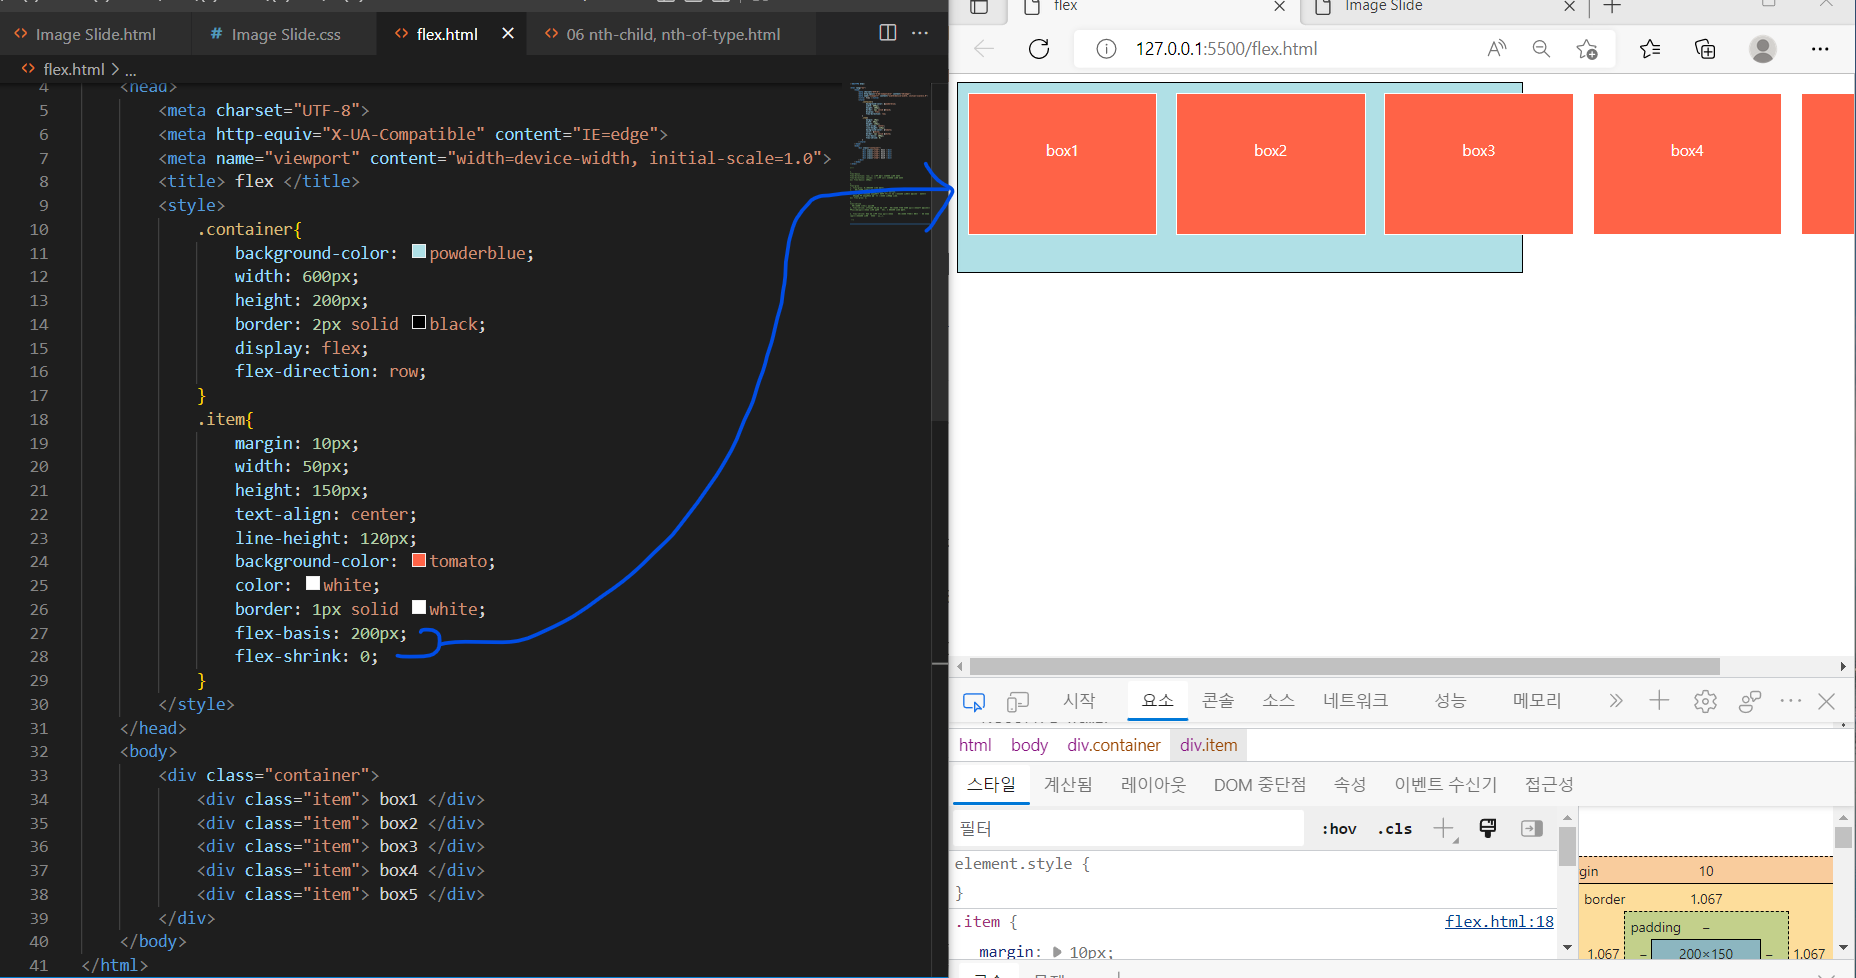 Image Slide.html
# Image Slide.css
flex.html
06 nth-child, nth-of-type.html
flex.html > ...
4 <head>
5 <meta charset="UTF-8">
6 <meta http-equiv="X-UA-Compatible" content="IE=edge">
7 <meta name="viewport" content="width=device-width, initial-scale=1.0">
8 <title> flex </title>
9 <style>
10 .container{
11 background-color: powderblue;
12 width: 600px;
13 height: 200px;
14 border: 2px solid black;
15 display: flex;
16 flex-direction: row;
17 }
18 .item{
19 margin: 10px;
20 width: 50px;
21 height: 150px;
22 text-align: center;
23 line-height: 120px;
24 background-color: tomato;
25 color: white;
26 border: 1px solid white;
27 flex-basis: 200px;
28 flex-shrink: 0;
29 }
30 </style>
31 </head>
32 <body>
33 <div class="container">
34 <div class="item"> box1 </div>
35 <div class="item"> box2 </div>
36 <div class="item"> box3 </div>
37 <div class="item"> box4 </div>
38 <div class="item"> box5 </div>
39 </div>
40 </body>
41 </html>
flex
Image Slide
127.0.0.1:5500/flex.html
box1 box2 box3 box4
시작 요소 콘솔 소스 네트워크 성능 메모리
html body div.container div.item
스타일 계산됨 레이아웃 DOM 중단점 속성 이벤트 수신기 접근성
필터 :hov .cls
element.style {
}
.item { flex.html:18
margin: 10px;
gin 10
border 1.067
padding –
1.067 – 200×150 – 1.067